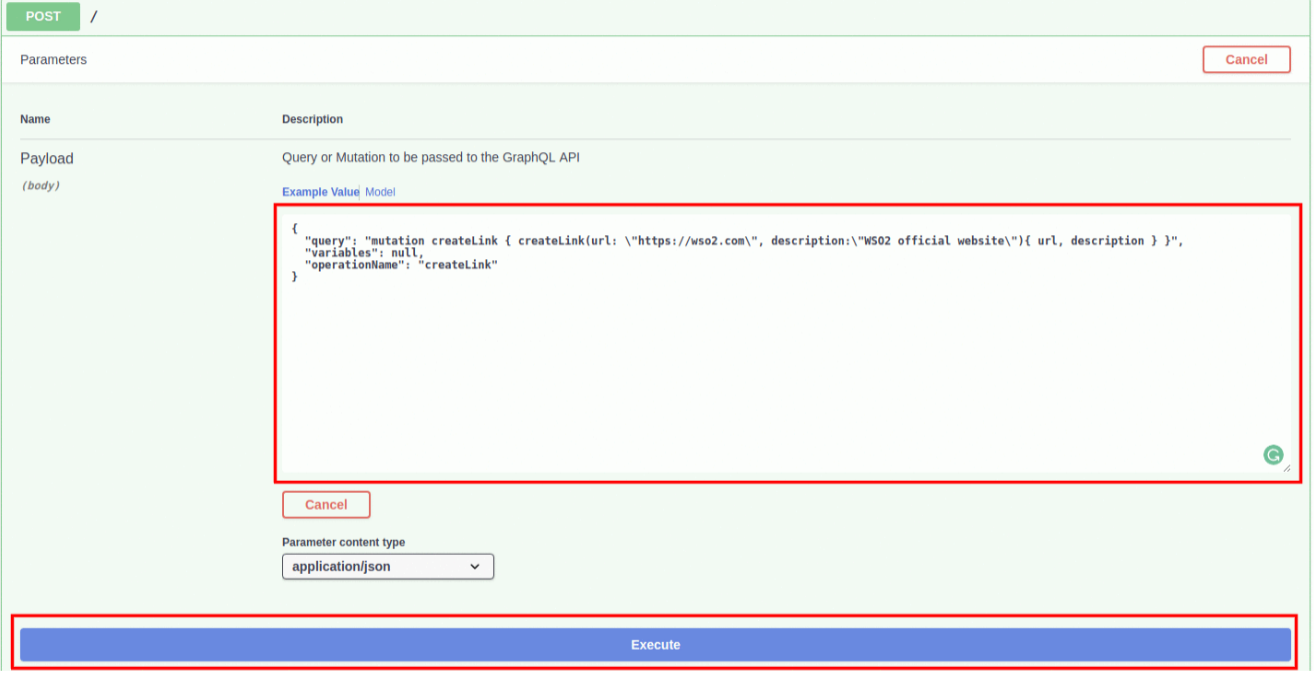 POST /
Parameters Cancel
Name Description
Payload Query or Mutation to be passed to the GraphQL API
(body)
Example Value Model
{
"query": "mutation createLink { createLink(url: \"https://wso2.com\", description:\"WSO2 official website\"){ url, description } }",
"variables": null,
"operationName": "createLink"
}
Cancel
Parameter content type
application/json
Execute